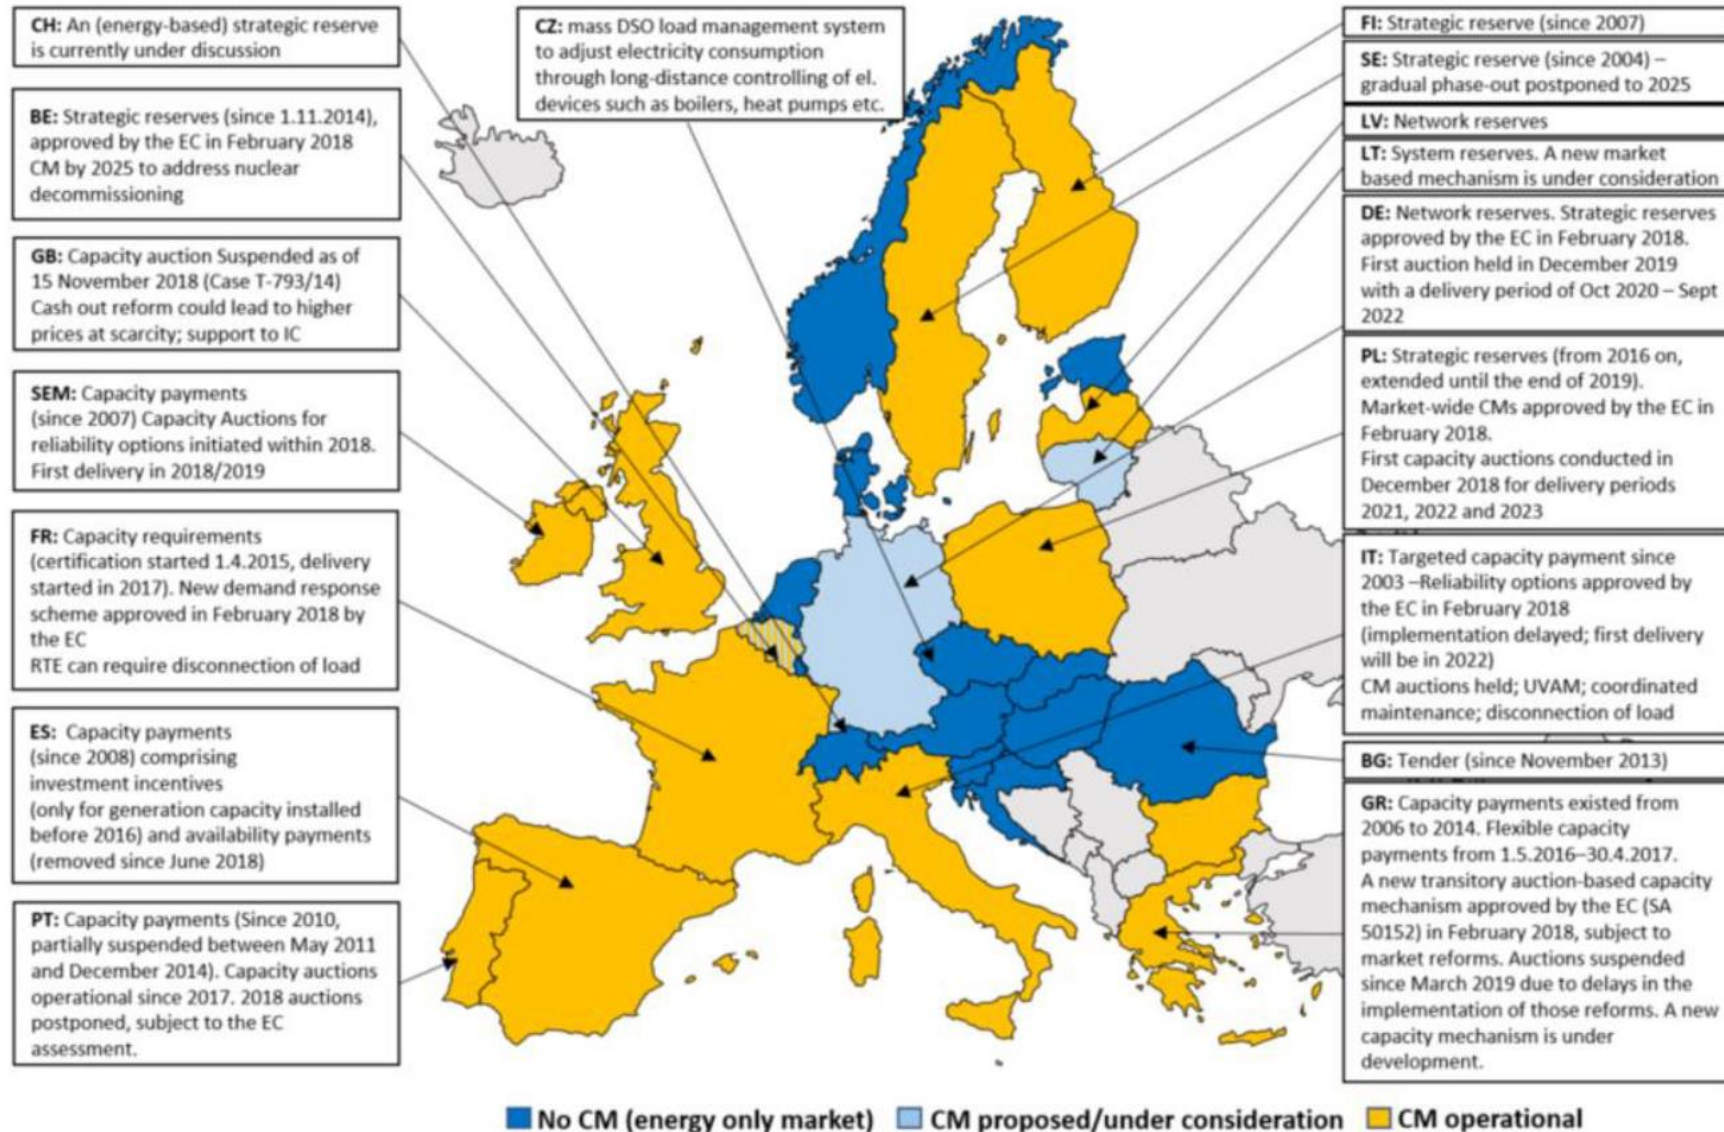 CH: An (energy-based) strategic reserve
is currently under discussion
BE: Strategic reserves (since 1.11.2014),
approved by the EC in February 2018
CM by 2025 to address nuclear
decommissioning
GB: Capacity auction Suspended as of
15 November 2018 (Case T-793/14)
Cash out reform could lead to higher
prices at scarcity; support to IC
SEM: Capacity payments
(since 2007) Capacity Auctions for
reliability options initiated within 2018.
First delivery in 2018/2019
FR: Capacity requirements
(certification started 1.4.2015, delivery
started in 2017). New demand response
scheme approved in February 2018 by
the EC
RTE can require disconnection of load
ES: Capacity payments
(since 2008) comprising
investment incentives
(only for generation capacity installed
before 2016) and availability payments
(removed since June 2018)
PT: Capacity payments (Since 2010,
partially suspended between May 2011
and December 2014). Capacity auctions
operational since 2017. 2018 auctions
postponed, subject to the EC
assessment.
CZ: mass DSO load management system
to adjust electricity consumption
through long-distance controlling of el.
devices such as boilers, heat pumps etc.
FI: Strategic reserve (since 2007)
SE: Strategic reserve (since 2004) –
gradual phase-out postponed to 2025
LV: Network reserves
LT: System reserves. A new market
based mechanism is under consideration
DE: Network reserves. Strategic reserves
approved by the EC in February 2018.
First auction held in December 2019
with a delivery period of Oct 2020 – Sept
2022
PL: Strategic reserves (from 2016 on,
extended until the end of 2019).
Market-wide CMs approved by the EC in
February 2018.
First capacity auctions conducted in
December 2018 for delivery periods
2021, 2022 and 2023
IT: Targeted capacity payment since
2003 –Reliability options approved by
the EC in February 2018
(implementation delayed; first delivery
will be in 2022)
CM auctions held; UVAM; coordinated
maintenance; disconnection of load
BG: Tender (since November 2013)
GR: Capacity payments existed from
2006 to 2014. Flexible capacity
payments from 1.5.2016–30.4.2017.
A new transitory auction-based capacity
mechanism approved by the EC (SA
50152) in February 2018, subject to
market reforms. Auctions suspended
since March 2019 due to delays in the
implementation of those reforms. A new
capacity mechanism is under
development.
No CM (energy only market)
CM proposed/under consideration
CM operational